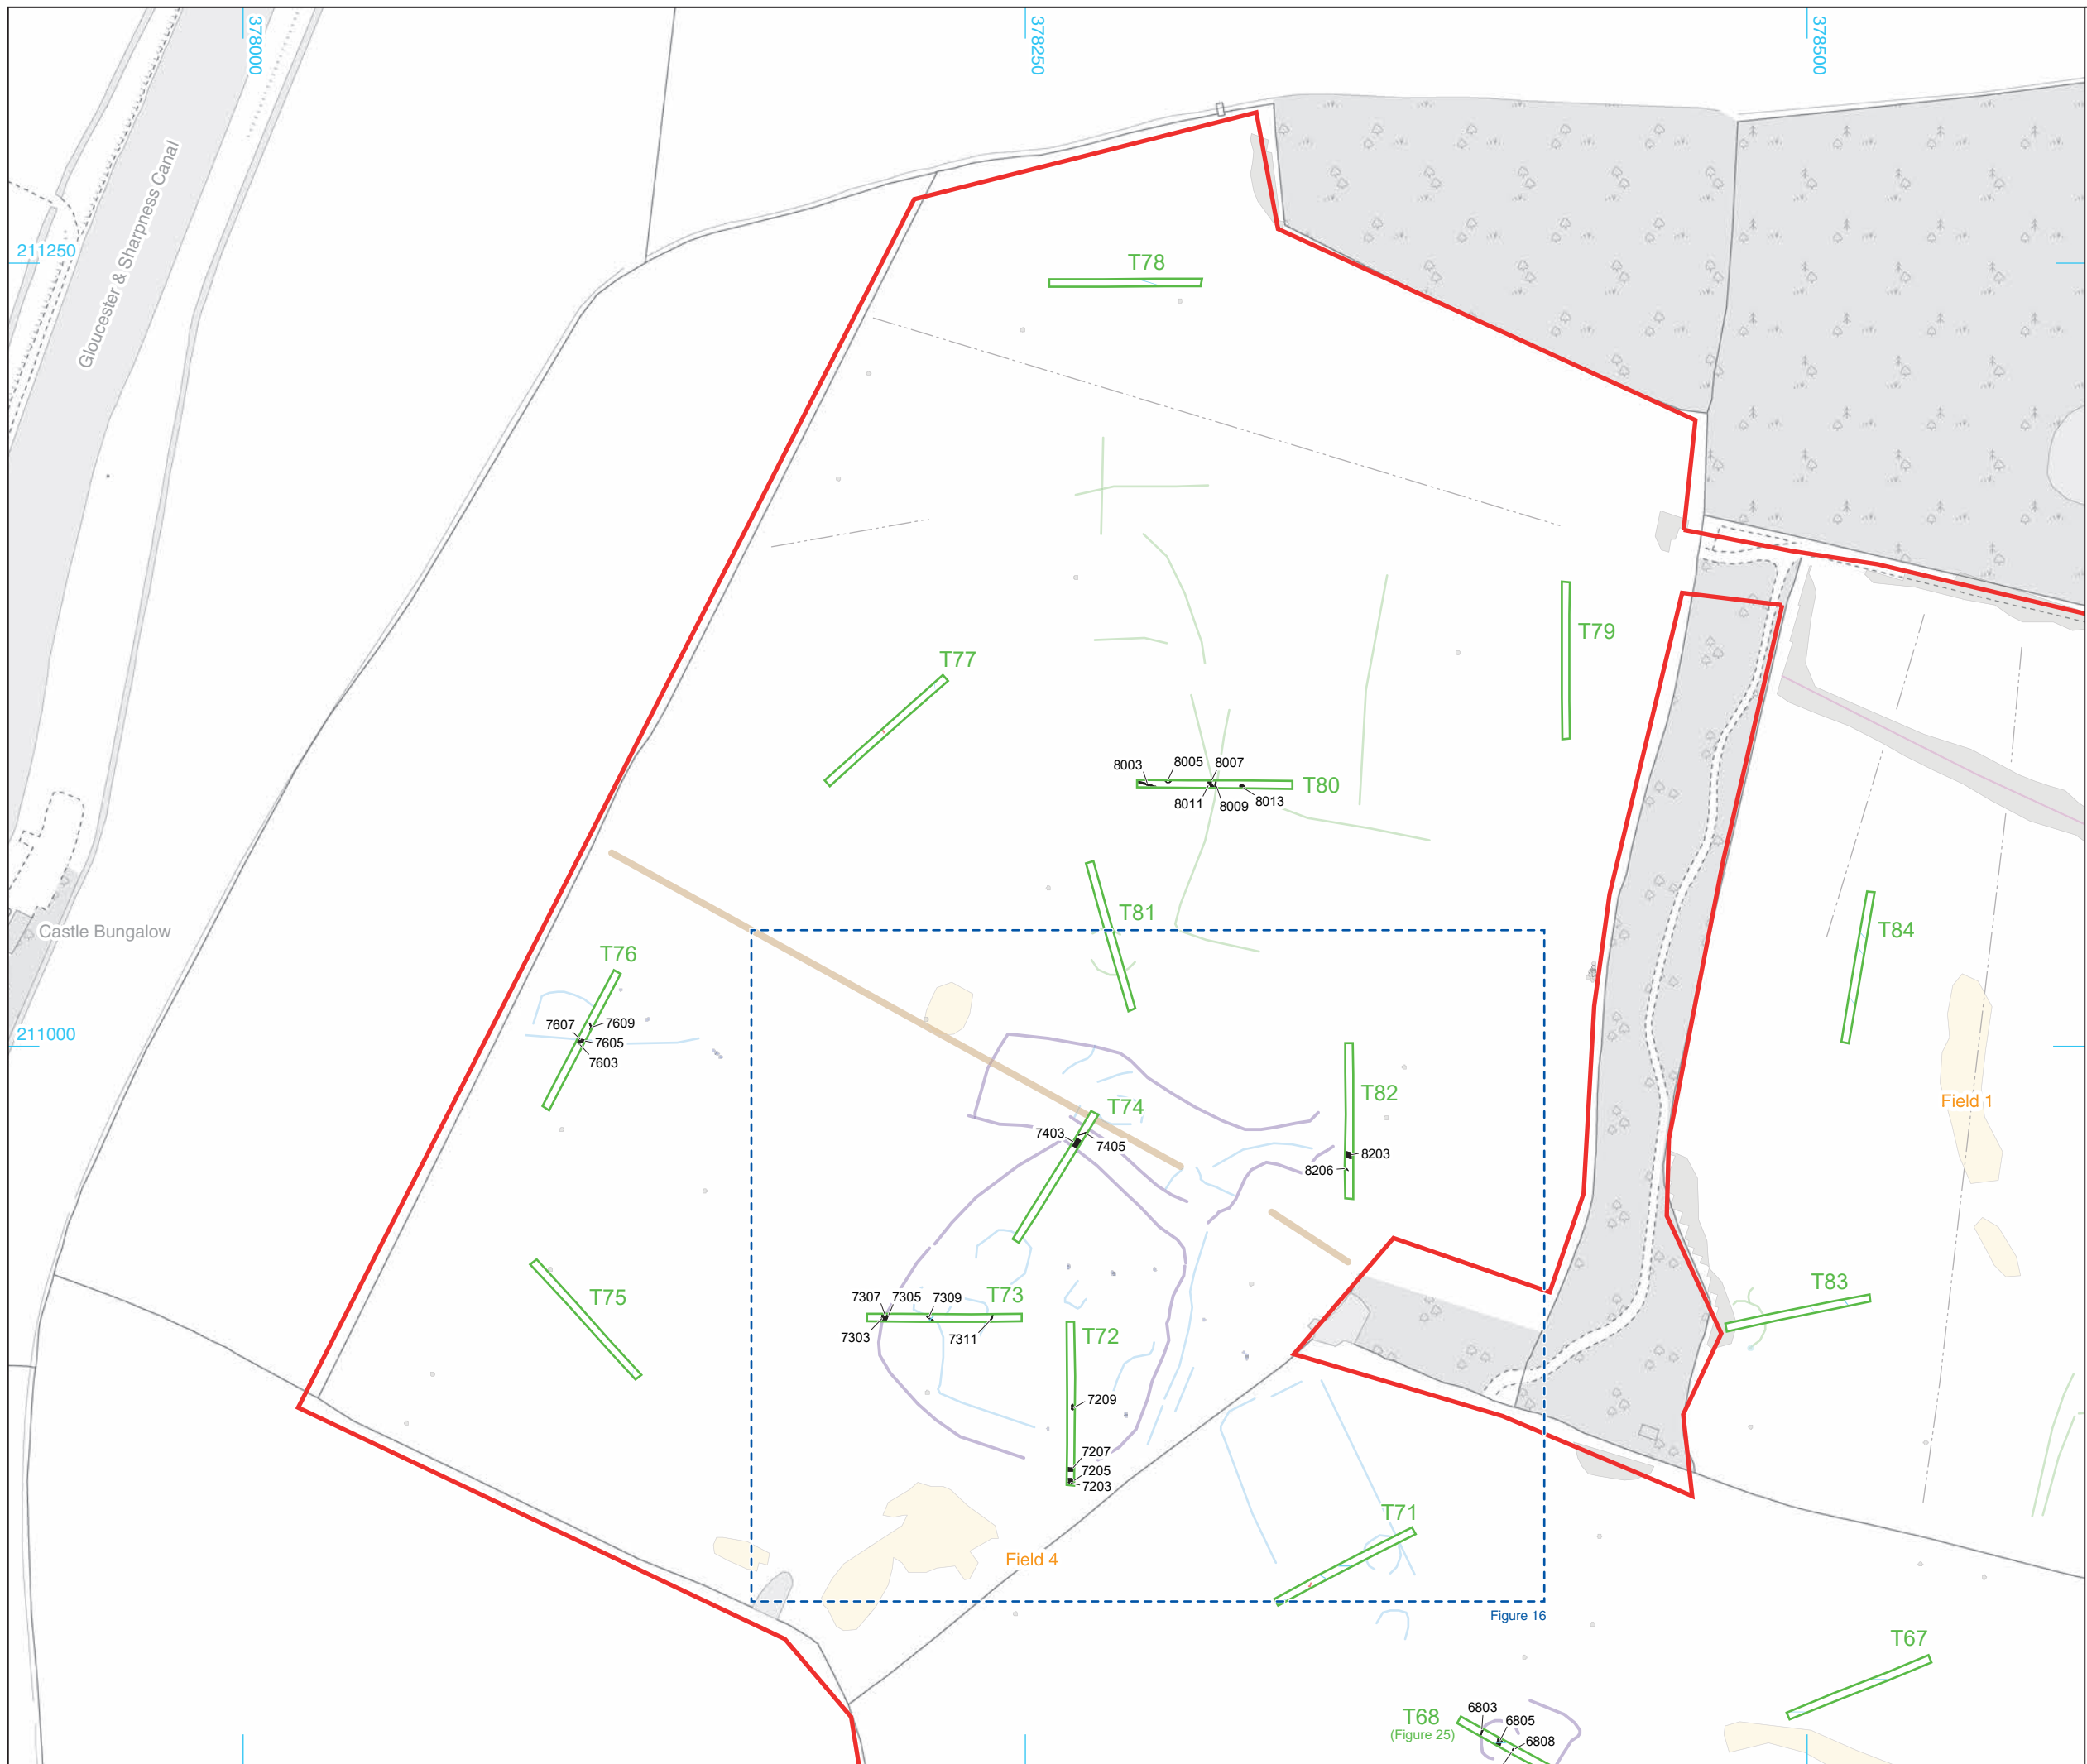 378000
378250
378500
Gloucester & Sharpness Canal
211250
T78
T79
T77
8003
8005
8007
T80
8011
8009
8013
T81
T84
Castle Bungalow
T76
211000
7607
7609
7605
7603
T82
Field 1
T74
7403
7405
8203
8206
T83
T75
7307
7305
7309
T73
7303
7311
T72
7209
7207
7205
7203
T71
Field 4
Figure 16
T67
T68
(Figure 25)
6803
6805
6808